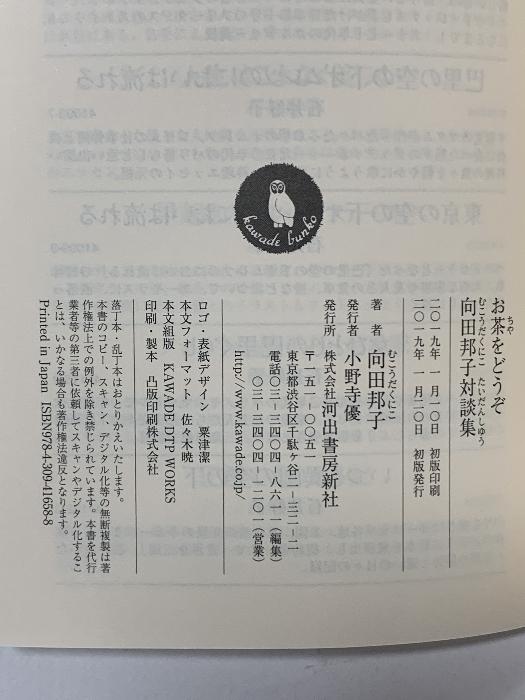 kawade bunko
お茶をどうぞ
向田邦子対談集
二〇一九年 一月一〇日 初版印刷
二〇一九年 一月二〇日 初版発行
著 者 向田邦子
発行者 小野寺優
発行所 株式会社河出書房新社
〒一五一-〇〇五一
東京都渋谷区千駄ヶ谷二-三二-二
電話〇三-三四〇四-八六一一(編集)
〇三-三四〇四-一二〇一(営業)
http://www.kawade.co.jp/
ロゴ・表紙デザイン 粟津潔
本文フォーマット 佐々木暁
本文組版 KAWADE DTP WORKS
印刷・製本 凸版印刷株式会社
落丁本・乱丁本はおとりかえいたします。
本書のコピー、スキャン、デジタル化等の無断複製は著
作権法上での例外を除き禁じられています。本書を代行
業者等の第三者に依頼してスキャンやデジタル化するこ
とは、いかなる場合も著作権法違反となります。
Printed in Japan ISBN978-4-309-41658-8